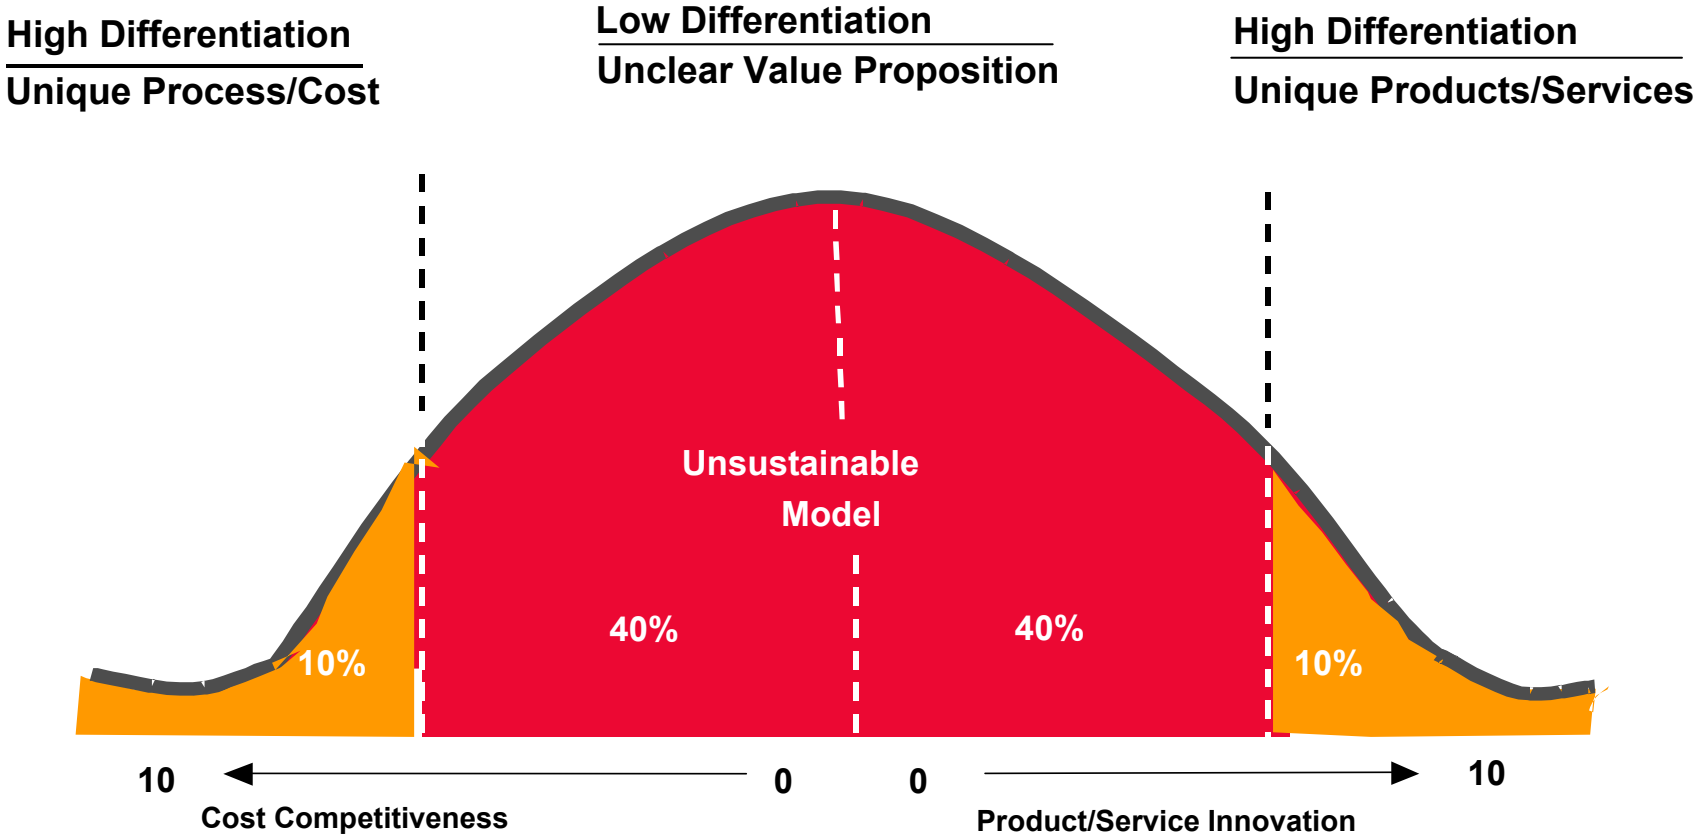 High Differentiation
Unique Process/Cost
Low Differentiation
Unclear Value Proposition
High Differentiation
Unique Products/Services
Unsustainable
Model
40%
40%
10%
10%
10
0
0
10
Cost Competitiveness
Product/Service Innovation